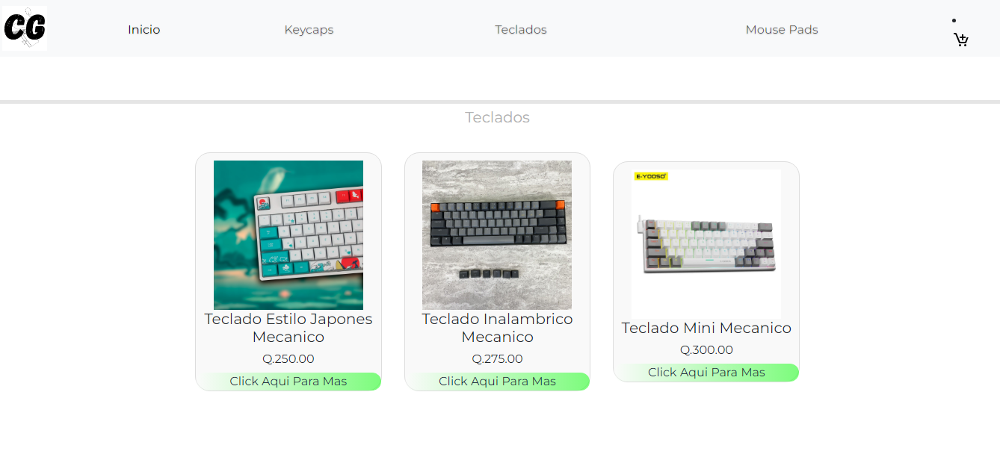 CG
Inicio
Keycaps
Teclados
Mouse Pads
Teclados
E-YOOSO
Teclado Estilo Japones
Mecanico
Q.250.00
Click Aqui Para Mas
Teclado Inalambrico
Mecanico
Q.275.00
Click Aqui Para Mas
Teclado Mini Mecanico
Q.300.00
Click Aqui Para Mas